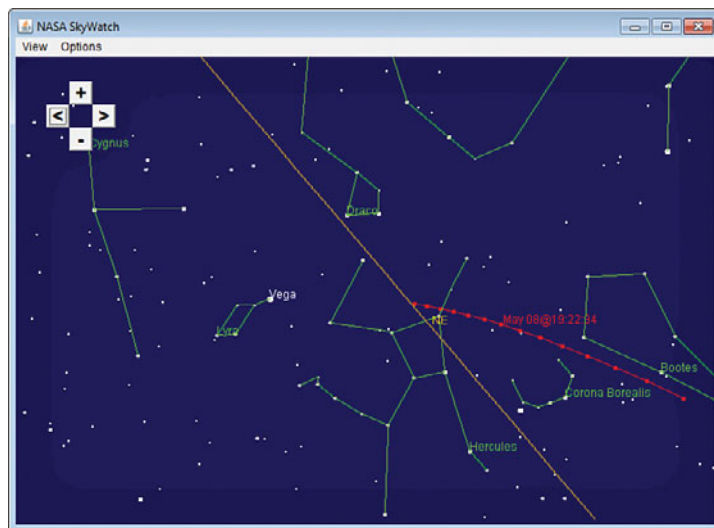 NASA SkyWatch
View Options
+
< >
-
Cygnus
Draco
Vega
Lyra
NE
May 08@19:22:34
Bootes
Corona Borealis
Hercules